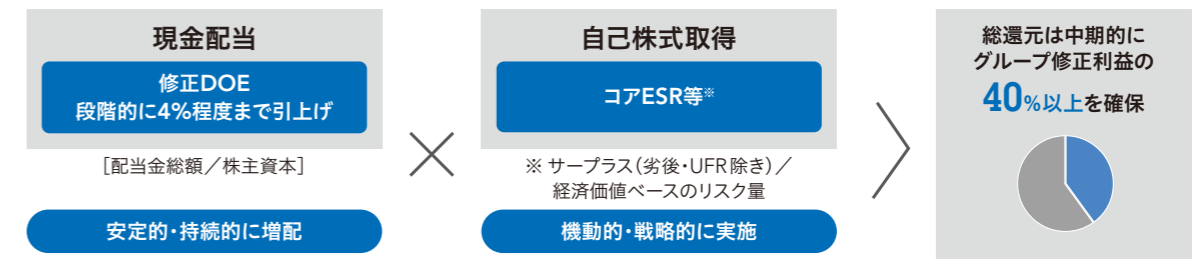 現金配当
修正DOE
段階的に4%程度まで引上げ
［配当金総額／株主資本］
安定的・持続的に増配
自己株式取得
コアESR等※
※ サープラス（劣後・UFR除き）／
経済価値ベースのリスク量
機動的・戦略的に実施
総還元は中期的に
グループ修正利益の
40%以上を確保